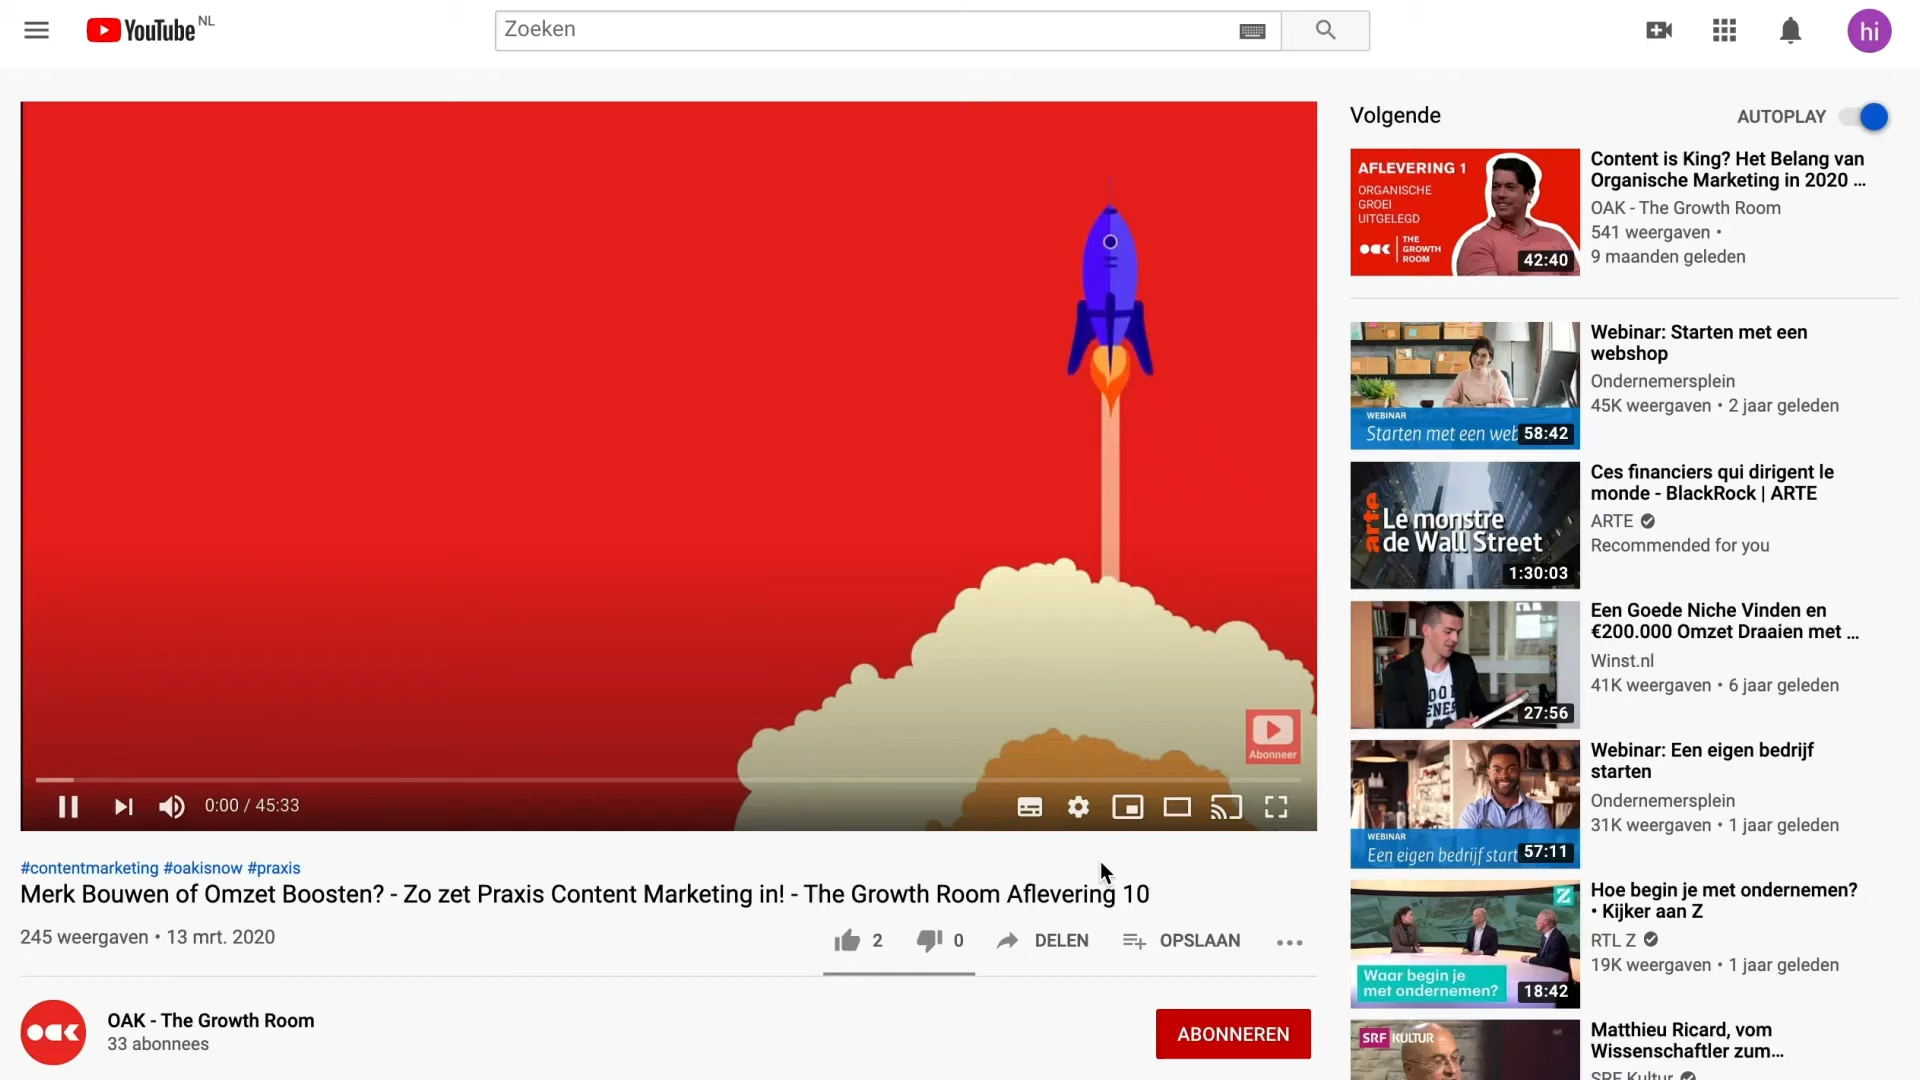 YouTube NL
Zoeken
hi
Abonneer
0:00 / 45:33
#contentmarketing #oakisnow #praxis
Merk Bouwen of Omzet Boosten? - Zo zet Praxis Content Marketing in! - The Growth Room Aflevering 10
245 weergaven • 13 mrt. 2020
2
0
DELEN
OPSLAAN
OAK
OAK - The Growth Room
33 abonnees
ABONNEREN
Volgende
AUTOPLAY
AFLEVERING 1
ORGANISCHE
GROEI
UITGELEGD
OAK
THE
GROWTH
ROOM
42:40
Content is King? Het Belang van
Organische Marketing in 2020 ...
OAK - The Growth Room
541 weergaven •
9 maanden geleden
WEBINAR
Starten met een web
58:42
Webinar: Starten met een
webshop
Ondernemersplein
45K weergaven • 2 jaar geleden
arte
Le monstre
de Wall Street
1:30:03
Ces financiers qui dirigent le
monde - BlackRock | ARTE
ARTE
Recommended for you
27:56
Een Goede Niche Vinden en
€200.000 Omzet Draaien met ...
Winst.nl
41K weergaven • 6 jaar geleden
WEBINAR
Een eigen bedrijf start
57:11
Webinar: Een eigen bedrijf
starten
Ondernemersplein
31K weergaven • 1 jaar geleden
Z
Waar begin je
met ondernemen?
18:42
Hoe begin je met ondernemen?
• Kijker aan Z
RTL Z
19K weergaven • 1 jaar geleden
SRF KULTUR
Matthieu Ricard, vom
Wissenschaftler zum...
SRF Kultur